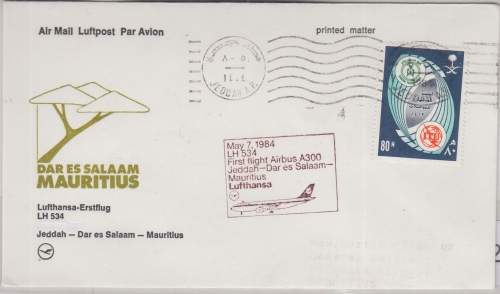 Air Mail Luftpost Par Avion
printed matter
JEDDAH A.P.
80
٨٠
DAR ES SALAAM
MAURITIUS
Lufthansa-Erstflug
LH 534
Jeddah – Dar es Salaam – Mauritius
May 7, 1984
LH 534
First flight Airbus A300
Jeddah–Dar es Salaam–
Mauritius
Lufthansa